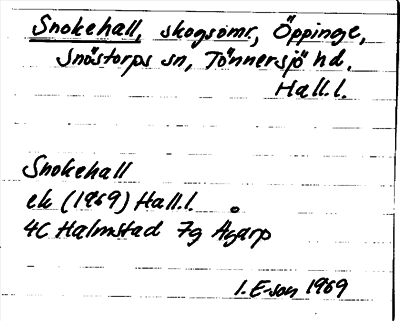 Snokehall, skogsomr, Öppinge,
Snöstorps sn, Tönnersjö hd.
Hall.l.
Snokehall
ek (1969) Hall.l.
4C Halmstad 7g Ågarp
I. E-son 1969